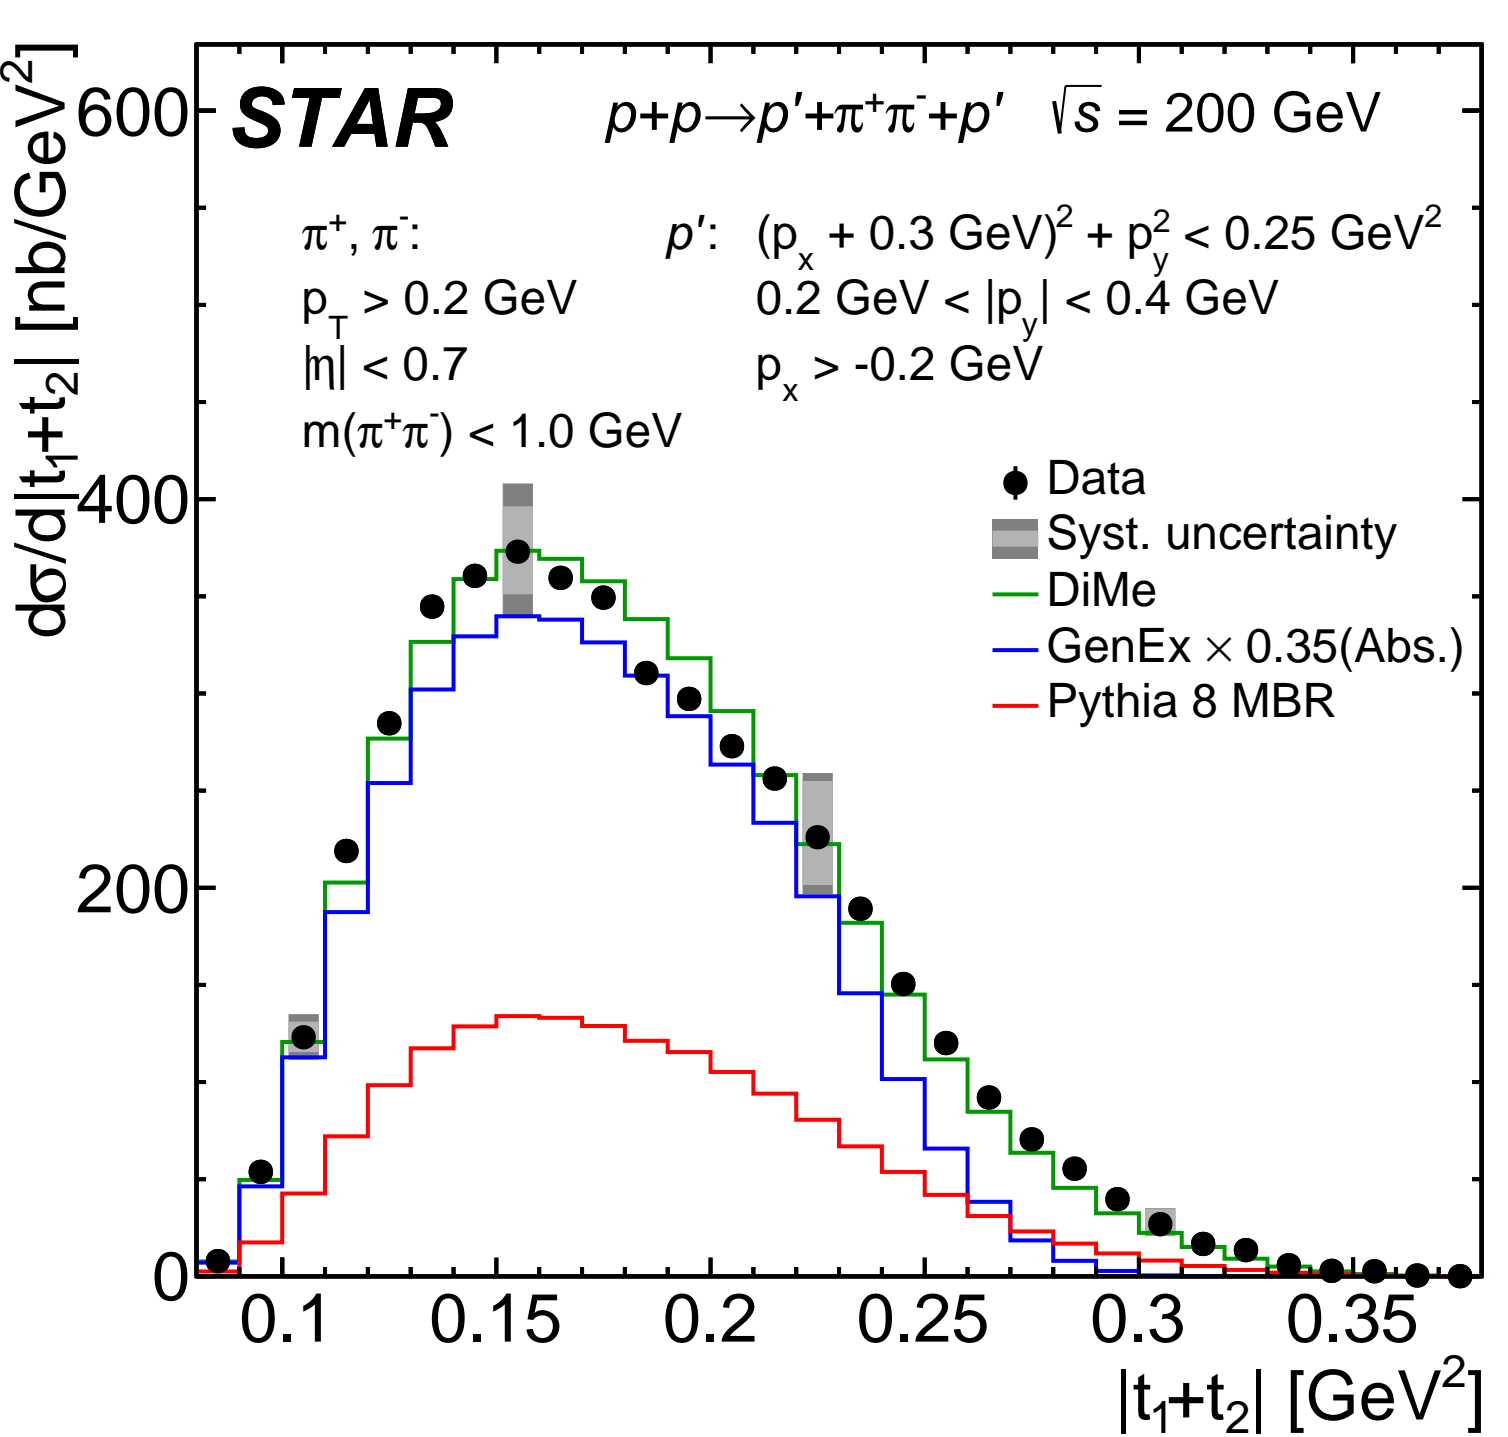 dσ/d|t₁+t₂| [nb/GeV²]
600
400
200
0
STAR p+p→p′+π⁺π⁻+p′ √s = 200 GeV
π⁺, π⁻: p′: (pₓ + 0.3 GeV)² + p_y² < 0.25 GeV²
p_T > 0.2 GeV 0.2 GeV < |p_y| < 0.4 GeV
|η| < 0.7 pₓ > -0.2 GeV
m(π⁺π⁻) < 1.0 GeV
Data
Syst. uncertainty
DiMe
GenEx × 0.35(Abs.)
Pythia 8 MBR
0.1 0.15 0.2 0.25 0.3 0.35
|t₁+t₂| [GeV²]